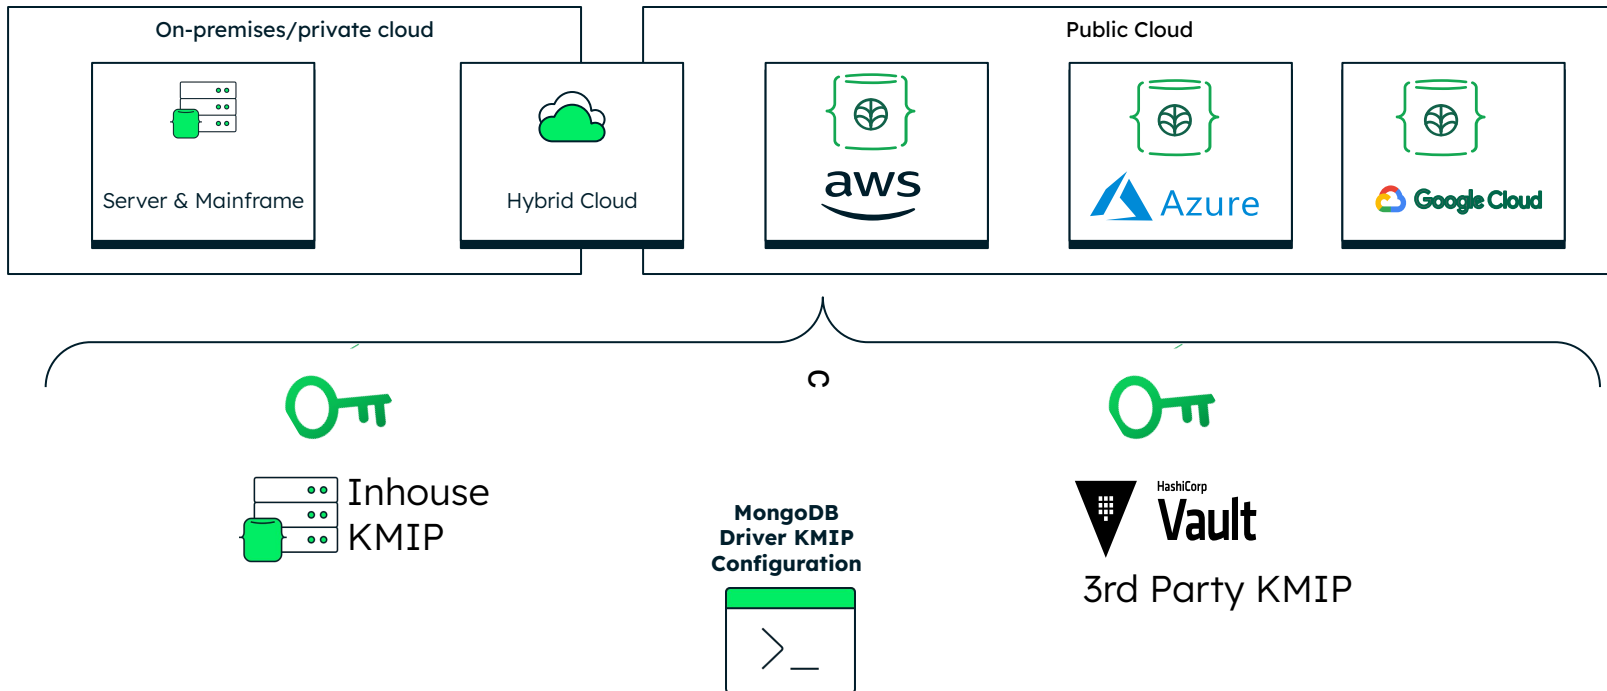 On-premises/private cloud
Public Cloud
Server & Mainframe
Hybrid Cloud
aws
Azure
Google Cloud
C
Inhouse
KMIP
MongoDB
Driver KMIP
Configuration
>_
HashiCorp
Vault
3rd Party KMIP